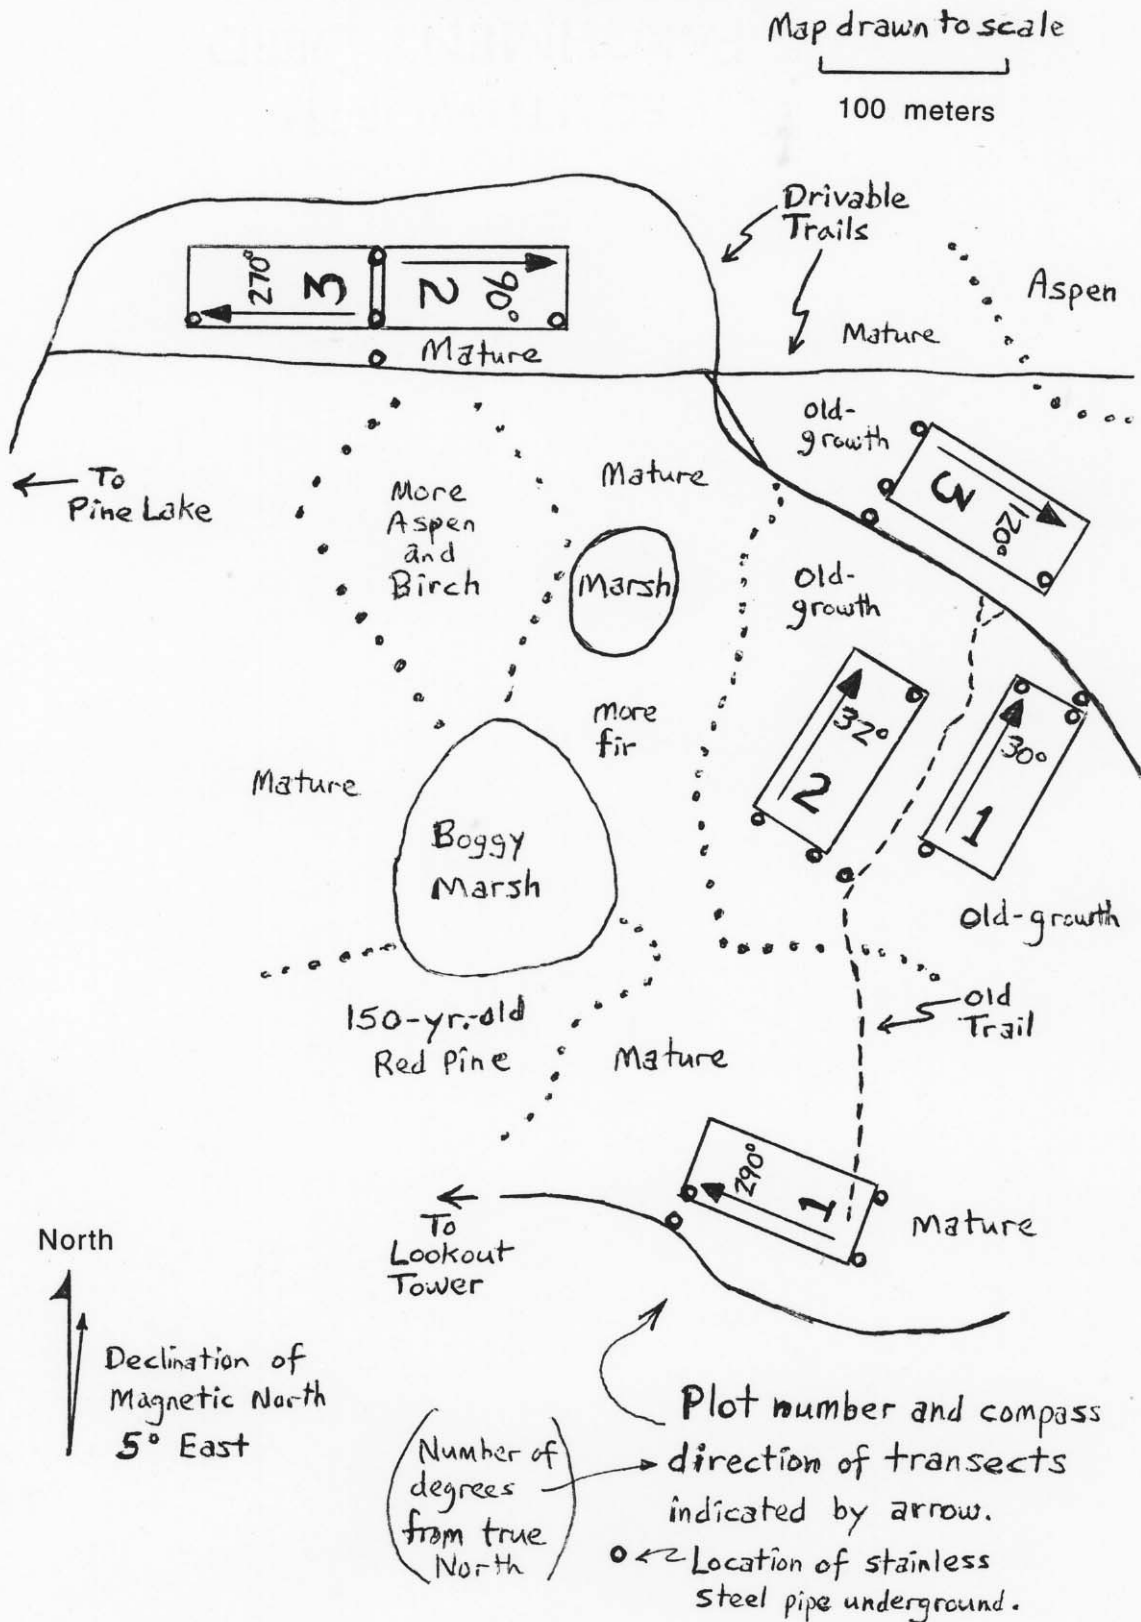 Map drawn to scale
100 meters
Drivable
Trails
Aspen
Mature
270°
3
2
90°
Mature
Old-
growth
3
120°
To
Pine Lake
More
Aspen
and
Birch
Mature
Marsh
Old-
growth
more
fir
32°
2
30°
1
Mature
Boggy
Marsh
Old-growth
150-yr.-old
Red Pine
Mature
Old
Trail
290°
1
Mature
To
Lookout
Tower
North
Declination of
Magnetic North
5° East
(Number of
degrees
from true
North)
Plot number and compass
direction of transects
indicated by arrow.
Location of stainless
steel pipe underground.